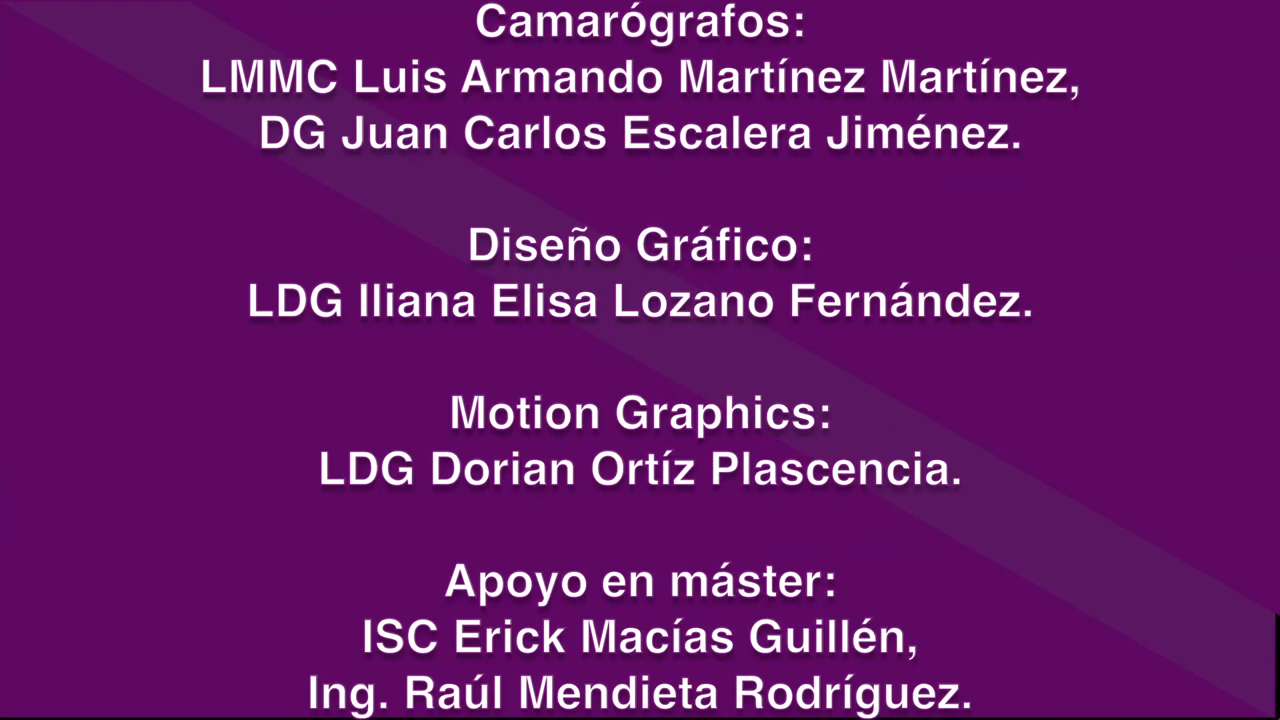 Camarógrafos:
LMMC Luis Armando Martínez Martínez,
DG Juan Carlos Escalera Jiménez.
Diseño Gráfico:
LDG Iliana Elisa Lozano Fernández.
Motion Graphics:
LDG Dorian Ortíz Plascencia.
Apoyo en máster:
ISC Erick Macías Guillén,
Ing. Raúl Mendieta Rodríguez.